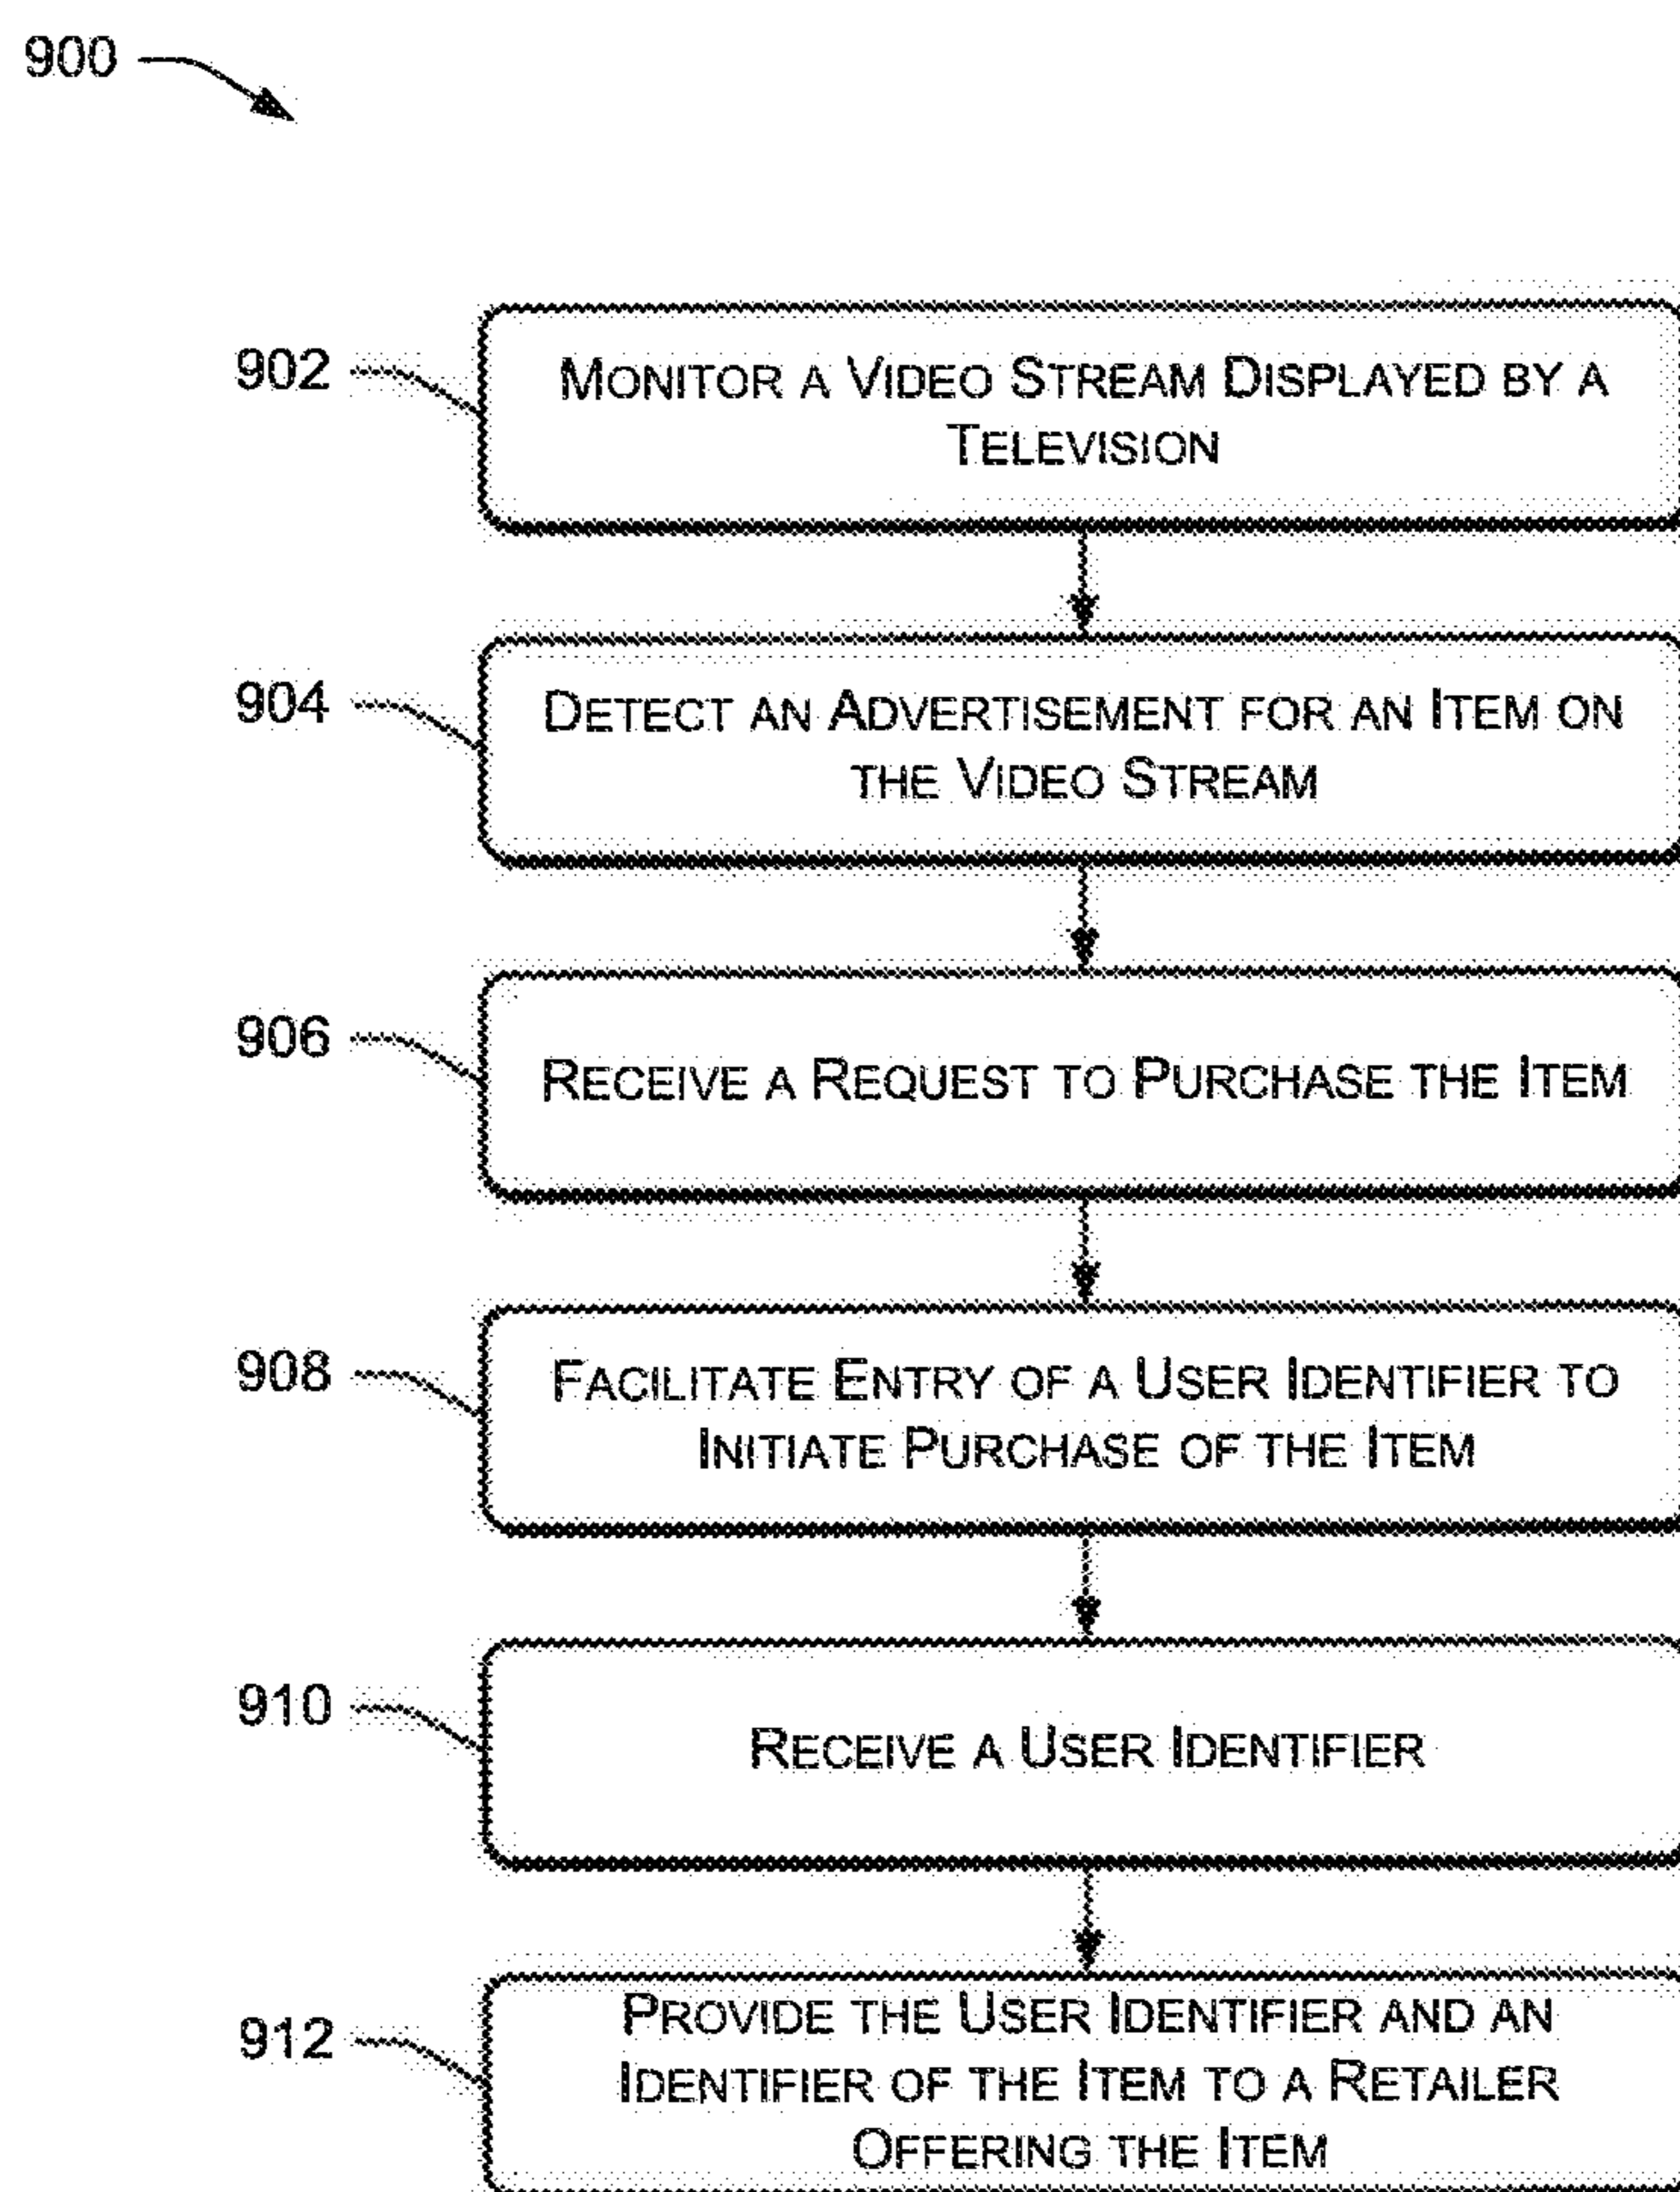 900
902
MONITOR A VIDEO STREAM DISPLAYED BY A
TELEVISION
904
DETECT AN ADVERTISEMENT FOR AN ITEM ON
THE VIDEO STREAM
906
RECEIVE A REQUEST TO PURCHASE THE ITEM
908
FACILITATE ENTRY OF A USER IDENTIFIER TO
INITIATE PURCHASE OF THE ITEM
910
RECEIVE A USER IDENTIFIER
912
PROVIDE THE USER IDENTIFIER AND AN
IDENTIFIER OF THE ITEM TO A RETAILER
OFFERING THE ITEM